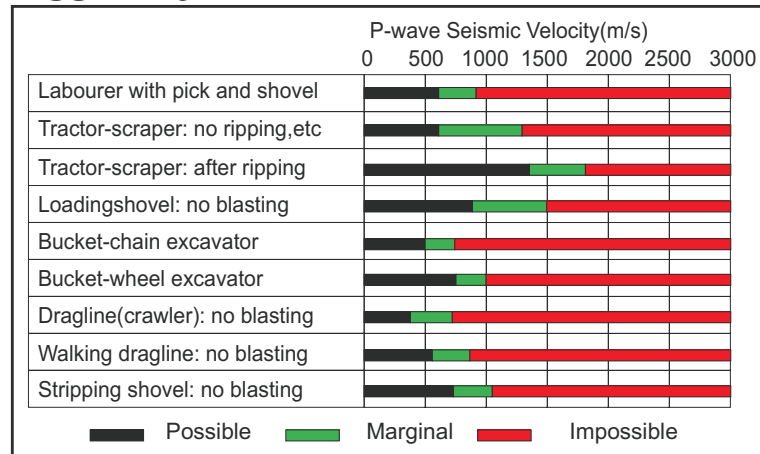 P-wave Seismic Velocity(m/s)
0 500 1000 1500 2000 2500 3000
Labourer with pick and shovel
Tractor-scraper: no ripping,etc
Tractor-scraper: after ripping
Loadingshovel: no blasting
Bucket-chain excavator
Bucket-wheel excavator
Dragline(crawler): no blasting
Walking dragline: no blasting
Stripping shovel: no blasting
Possible Marginal Impossible